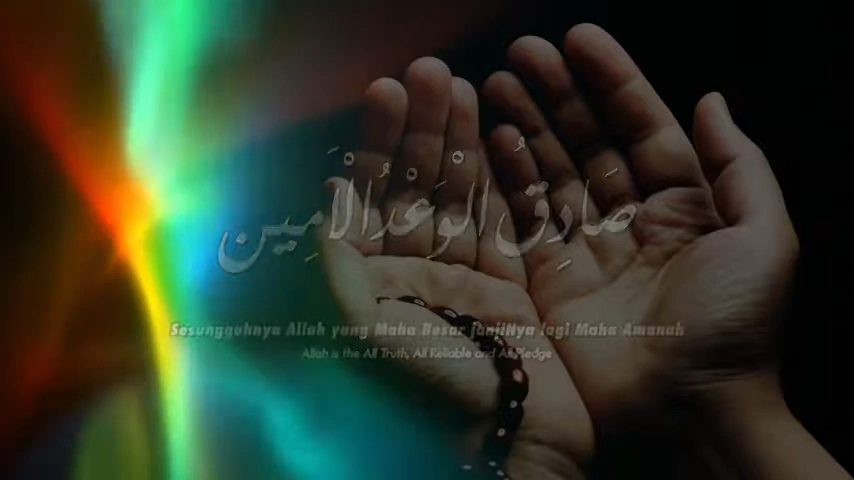 صَادِقُ الْوَعْدُ الْأَمِين
Sesungguhnya Allah yang Maha Besar janjiNya lagi Maha Amanah
Allah is the All Truth, All Reliable and All Pledge